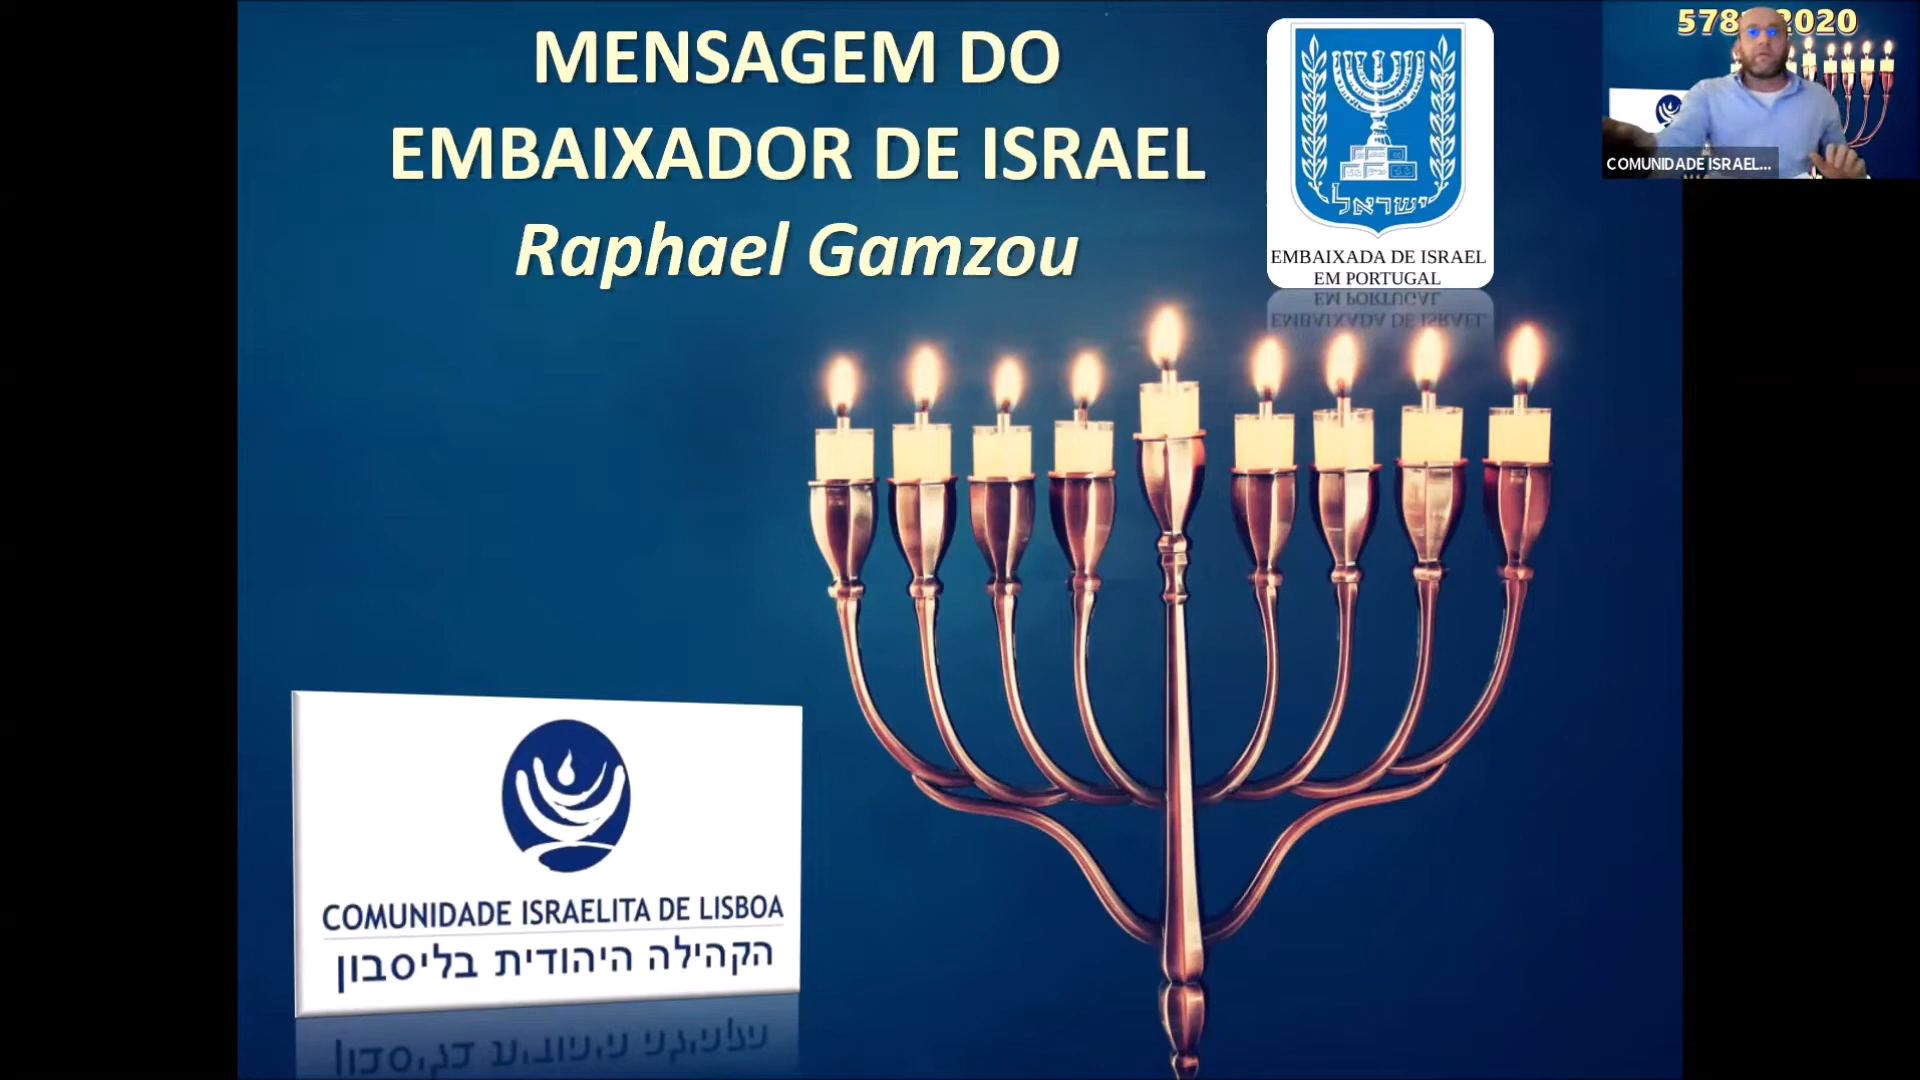 MENSAGEM DO
EMBAIXADOR DE ISRAEL
Raphael Gamzou
ישראל
EMBAIXADA DE ISRAEL
EM PORTUGAL
2020
COMUNIDADE ISRAEL...
COMUNIDADE ISRAELITA DE LISBOA
הקהילה היהודית בליסבון